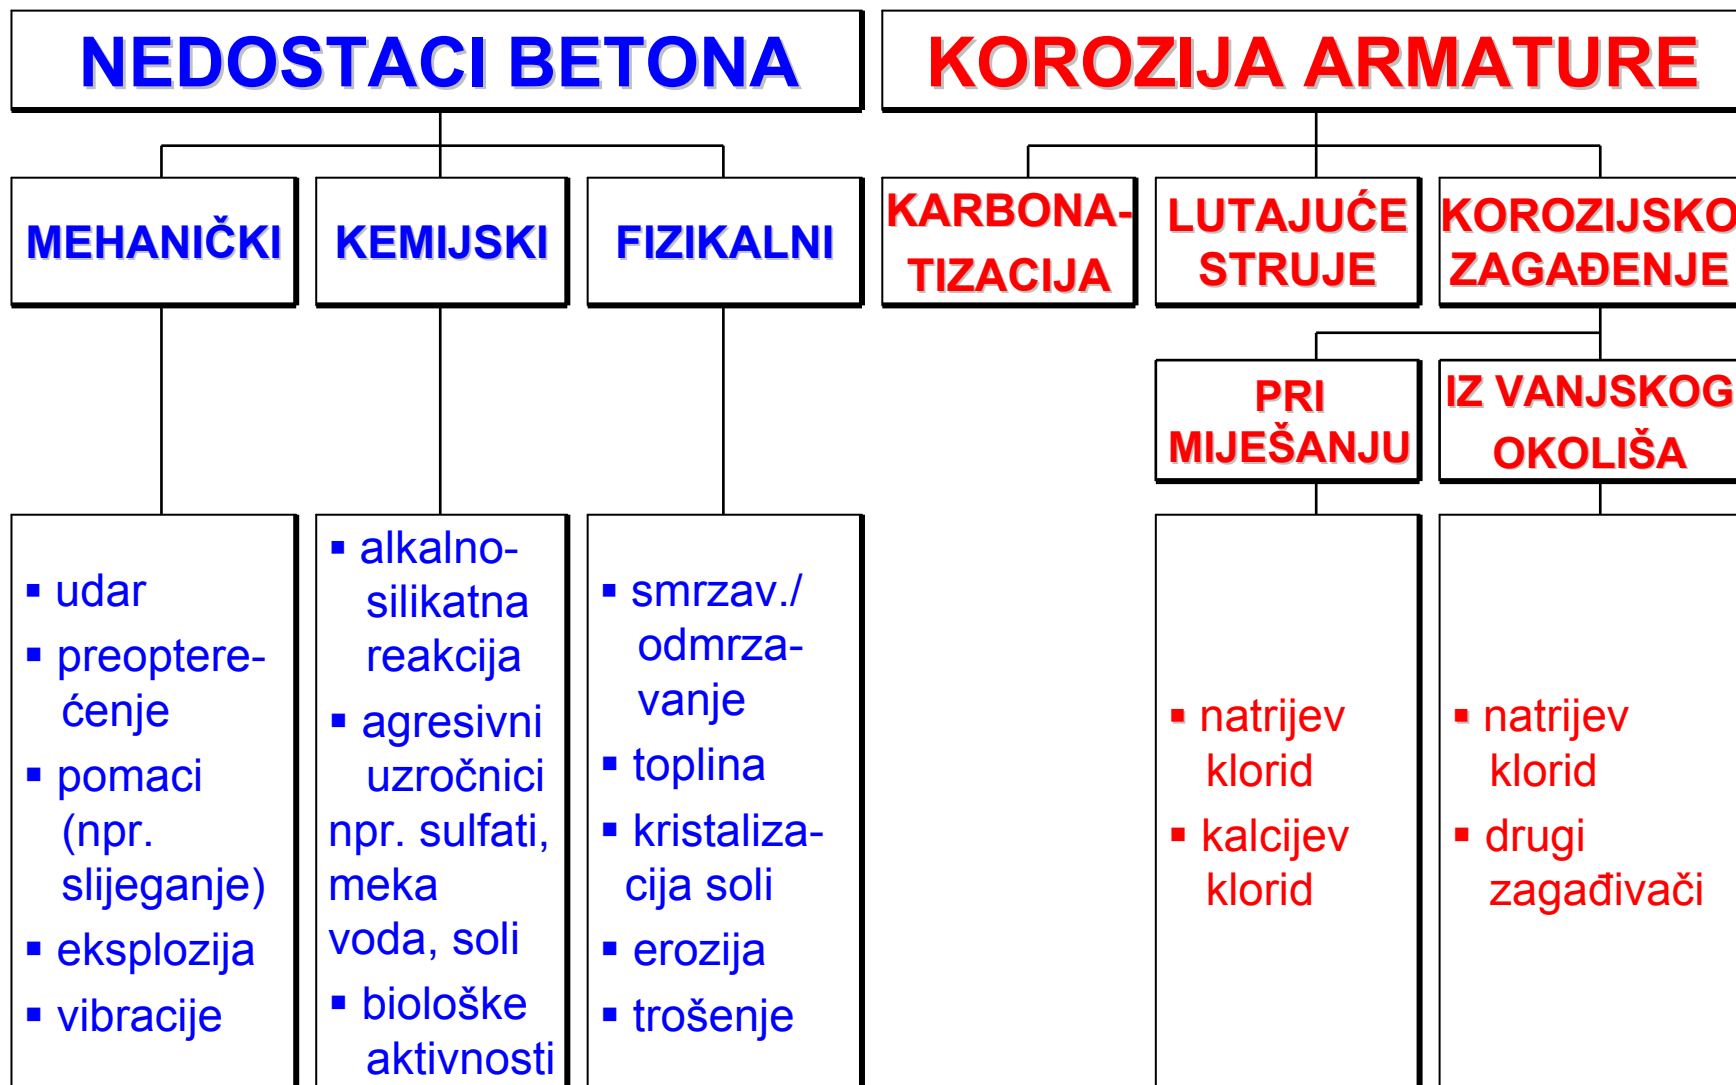 NEDOSTACI BETONA
KOROZIJA ARMATURE
MEHANIČKI
KEMIJSKI
FIZIKALNI
KARBONA-
TIZACIJA
LUTAJUĆE
STRUJE
KOROZIJSKO
ZAGAĐENJE
PRI
MIJEŠANJU
IZ VANJSKOG
OKOLIŠA
▪ udar
▪ preoptere-
ćenje
▪ pomaci
(npr.
slijeganje)
▪ eksplozija
▪ vibracije
▪ alkalno-
silikatna
reakcija
▪ agresivni
uzročnici
npr. sulfati,
meka
voda, soli
▪ biološke
aktivnosti
▪ smrzav./
odmrza-
vanje
▪ toplina
▪ kristaliza-
cija soli
▪ erozija
▪ trošenje
▪ natrijev
klorid
▪ kalcijev
klorid
▪ natrijev
klorid
▪ drugi
zagađivači